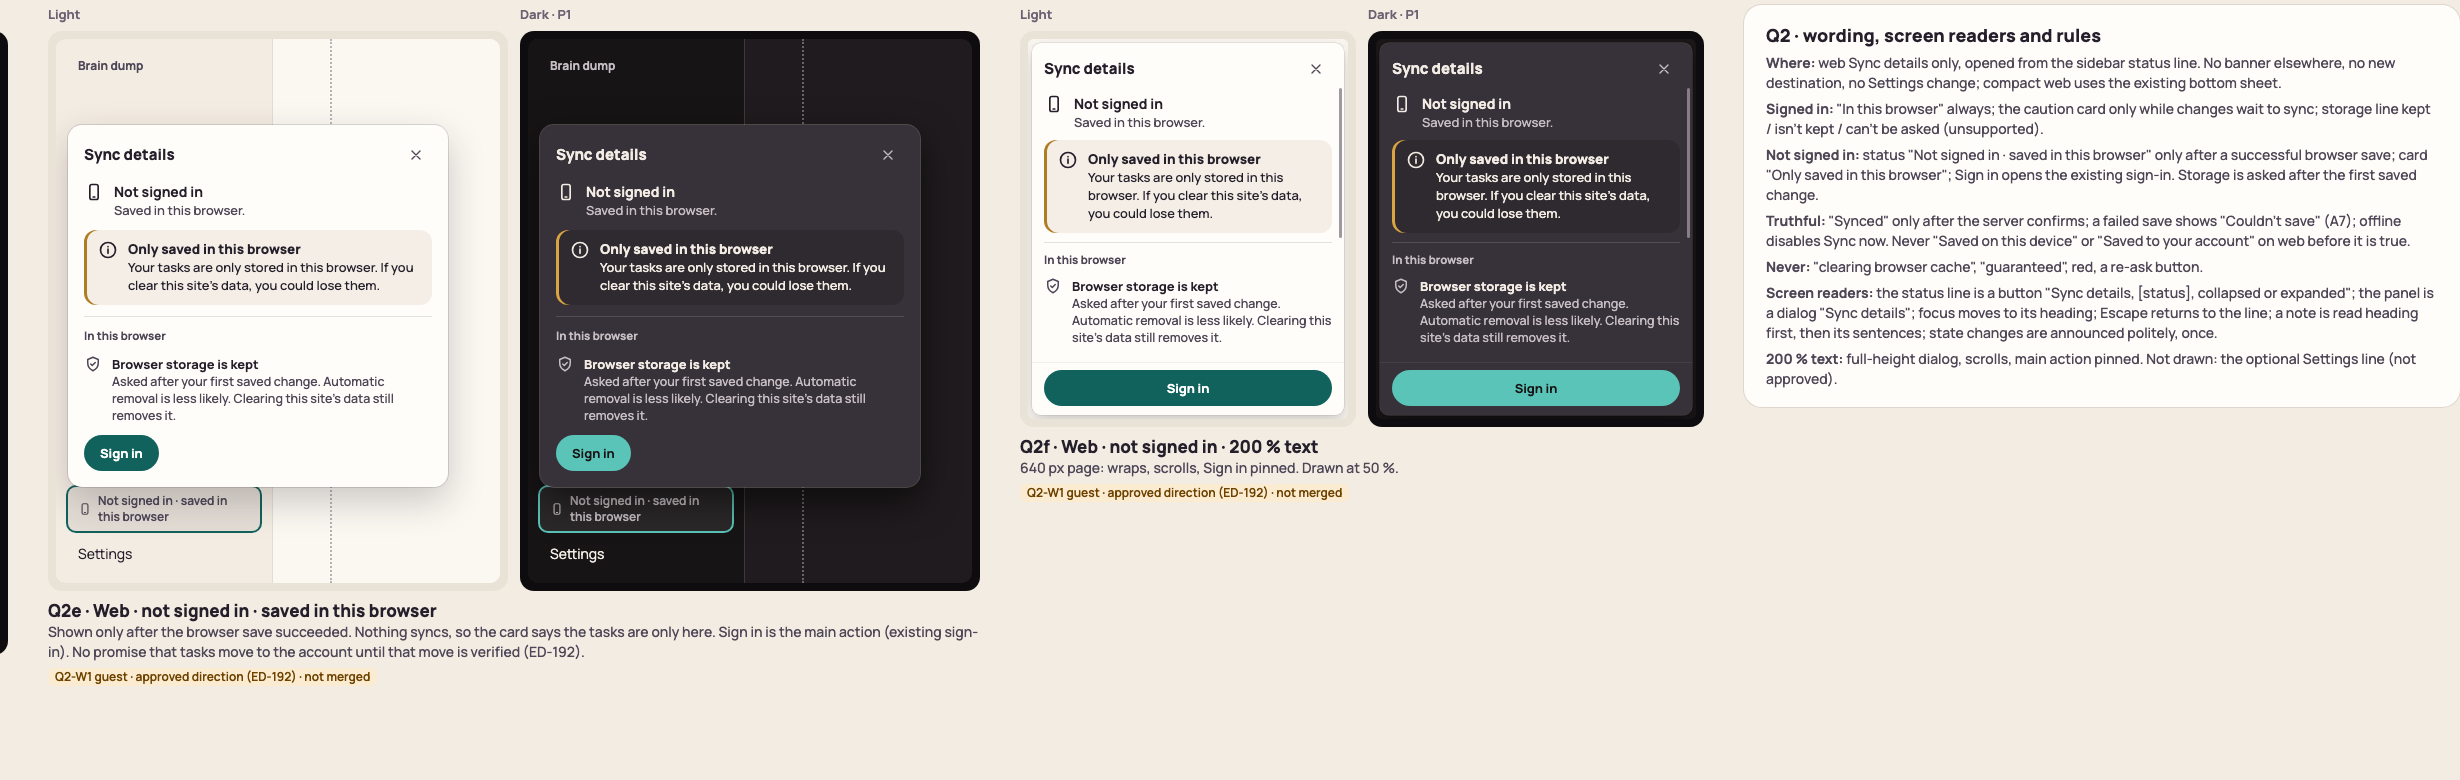 Light
Brain dump
Sync details
Not signed in
Saved in this browser.
Only saved in this browser
Your tasks are only stored in this browser. If you
clear this site's data, you could lose them.
In this browser
Browser storage is kept
Asked after your first saved change. Automatic
removal is less likely. Clearing this site's data still
removes it.
Sign in
Not signed in · saved in
this browser
Settings
Dark · P1
Brain dump
Sync details
Not signed in
Saved in this browser.
Only saved in this browser
Your tasks are only stored in this browser. If you
clear this site's data, you could lose them.
In this browser
Browser storage is kept
Asked after your first saved change. Automatic
removal is less likely. Clearing this site's data still
removes it.
Sign in
Not signed in · saved in
this browser
Settings
Q2e · Web · not signed in · saved in this browser
Shown only after the browser save succeeded. Nothing syncs, so the card says the tasks are only here. Sign in is the main action (existing sign-
in). No promise that tasks move to the account until that move is verified (ED-192).
Q2-W1 guest · approved direction (ED-192) · not merged
Light
Sync details
Not signed in
Saved in this browser.
Only saved in this browser
Your tasks are only stored in this
browser. If you clear this site's data,
you could lose them.
In this browser
Browser storage is kept
Asked after your first saved change.
Automatic removal is less likely. Clearing this
site's data still removes it.
Sign in
Dark · P1
Sync details
Not signed in
Saved in this browser.
Only saved in this browser
Your tasks are only stored in this
browser. If you clear this site's data,
you could lose them.
In this browser
Browser storage is kept
Asked after your first saved change.
Automatic removal is less likely. Clearing this
site's data still removes it.
Sign in
Q2f · Web · not signed in · 200 % text
640 px page: wraps, scrolls, Sign in pinned. Drawn at 50 %.
Q2-W1 guest · approved direction (ED-192) · not merged
Q2 · wording, screen readers and rules
Where: web Sync details only, opened from the sidebar status line. No banner elsewhere, no new
destination, no Settings change; compact web uses the existing bottom sheet.
Signed in: "In this browser" always; the caution card only while changes wait to sync; storage line kept
/ isn't kept / can't be asked (unsupported).
Not signed in: status "Not signed in · saved in this browser" only after a successful browser save; card
"Only saved in this browser"; Sign in opens the existing sign-in. Storage is asked after the first saved
change.
Truthful: "Synced" only after the server confirms; a failed save shows "Couldn't save" (A7); offline
disables Sync now. Never "Saved on this device" or "Saved to your account" on web before it is true.
Never: "clearing browser cache", "guaranteed", red, a re-ask button.
Screen readers: the status line is a button "Sync details, [status], collapsed or expanded"; the panel is
a dialog "Sync details"; focus moves to its heading; Escape returns to the line; a note is read heading
first, then its sentences; state changes are announced politely, once.
200 % text: full-height dialog, scrolls, main action pinned. Not drawn: the optional Settings line (not
approved).